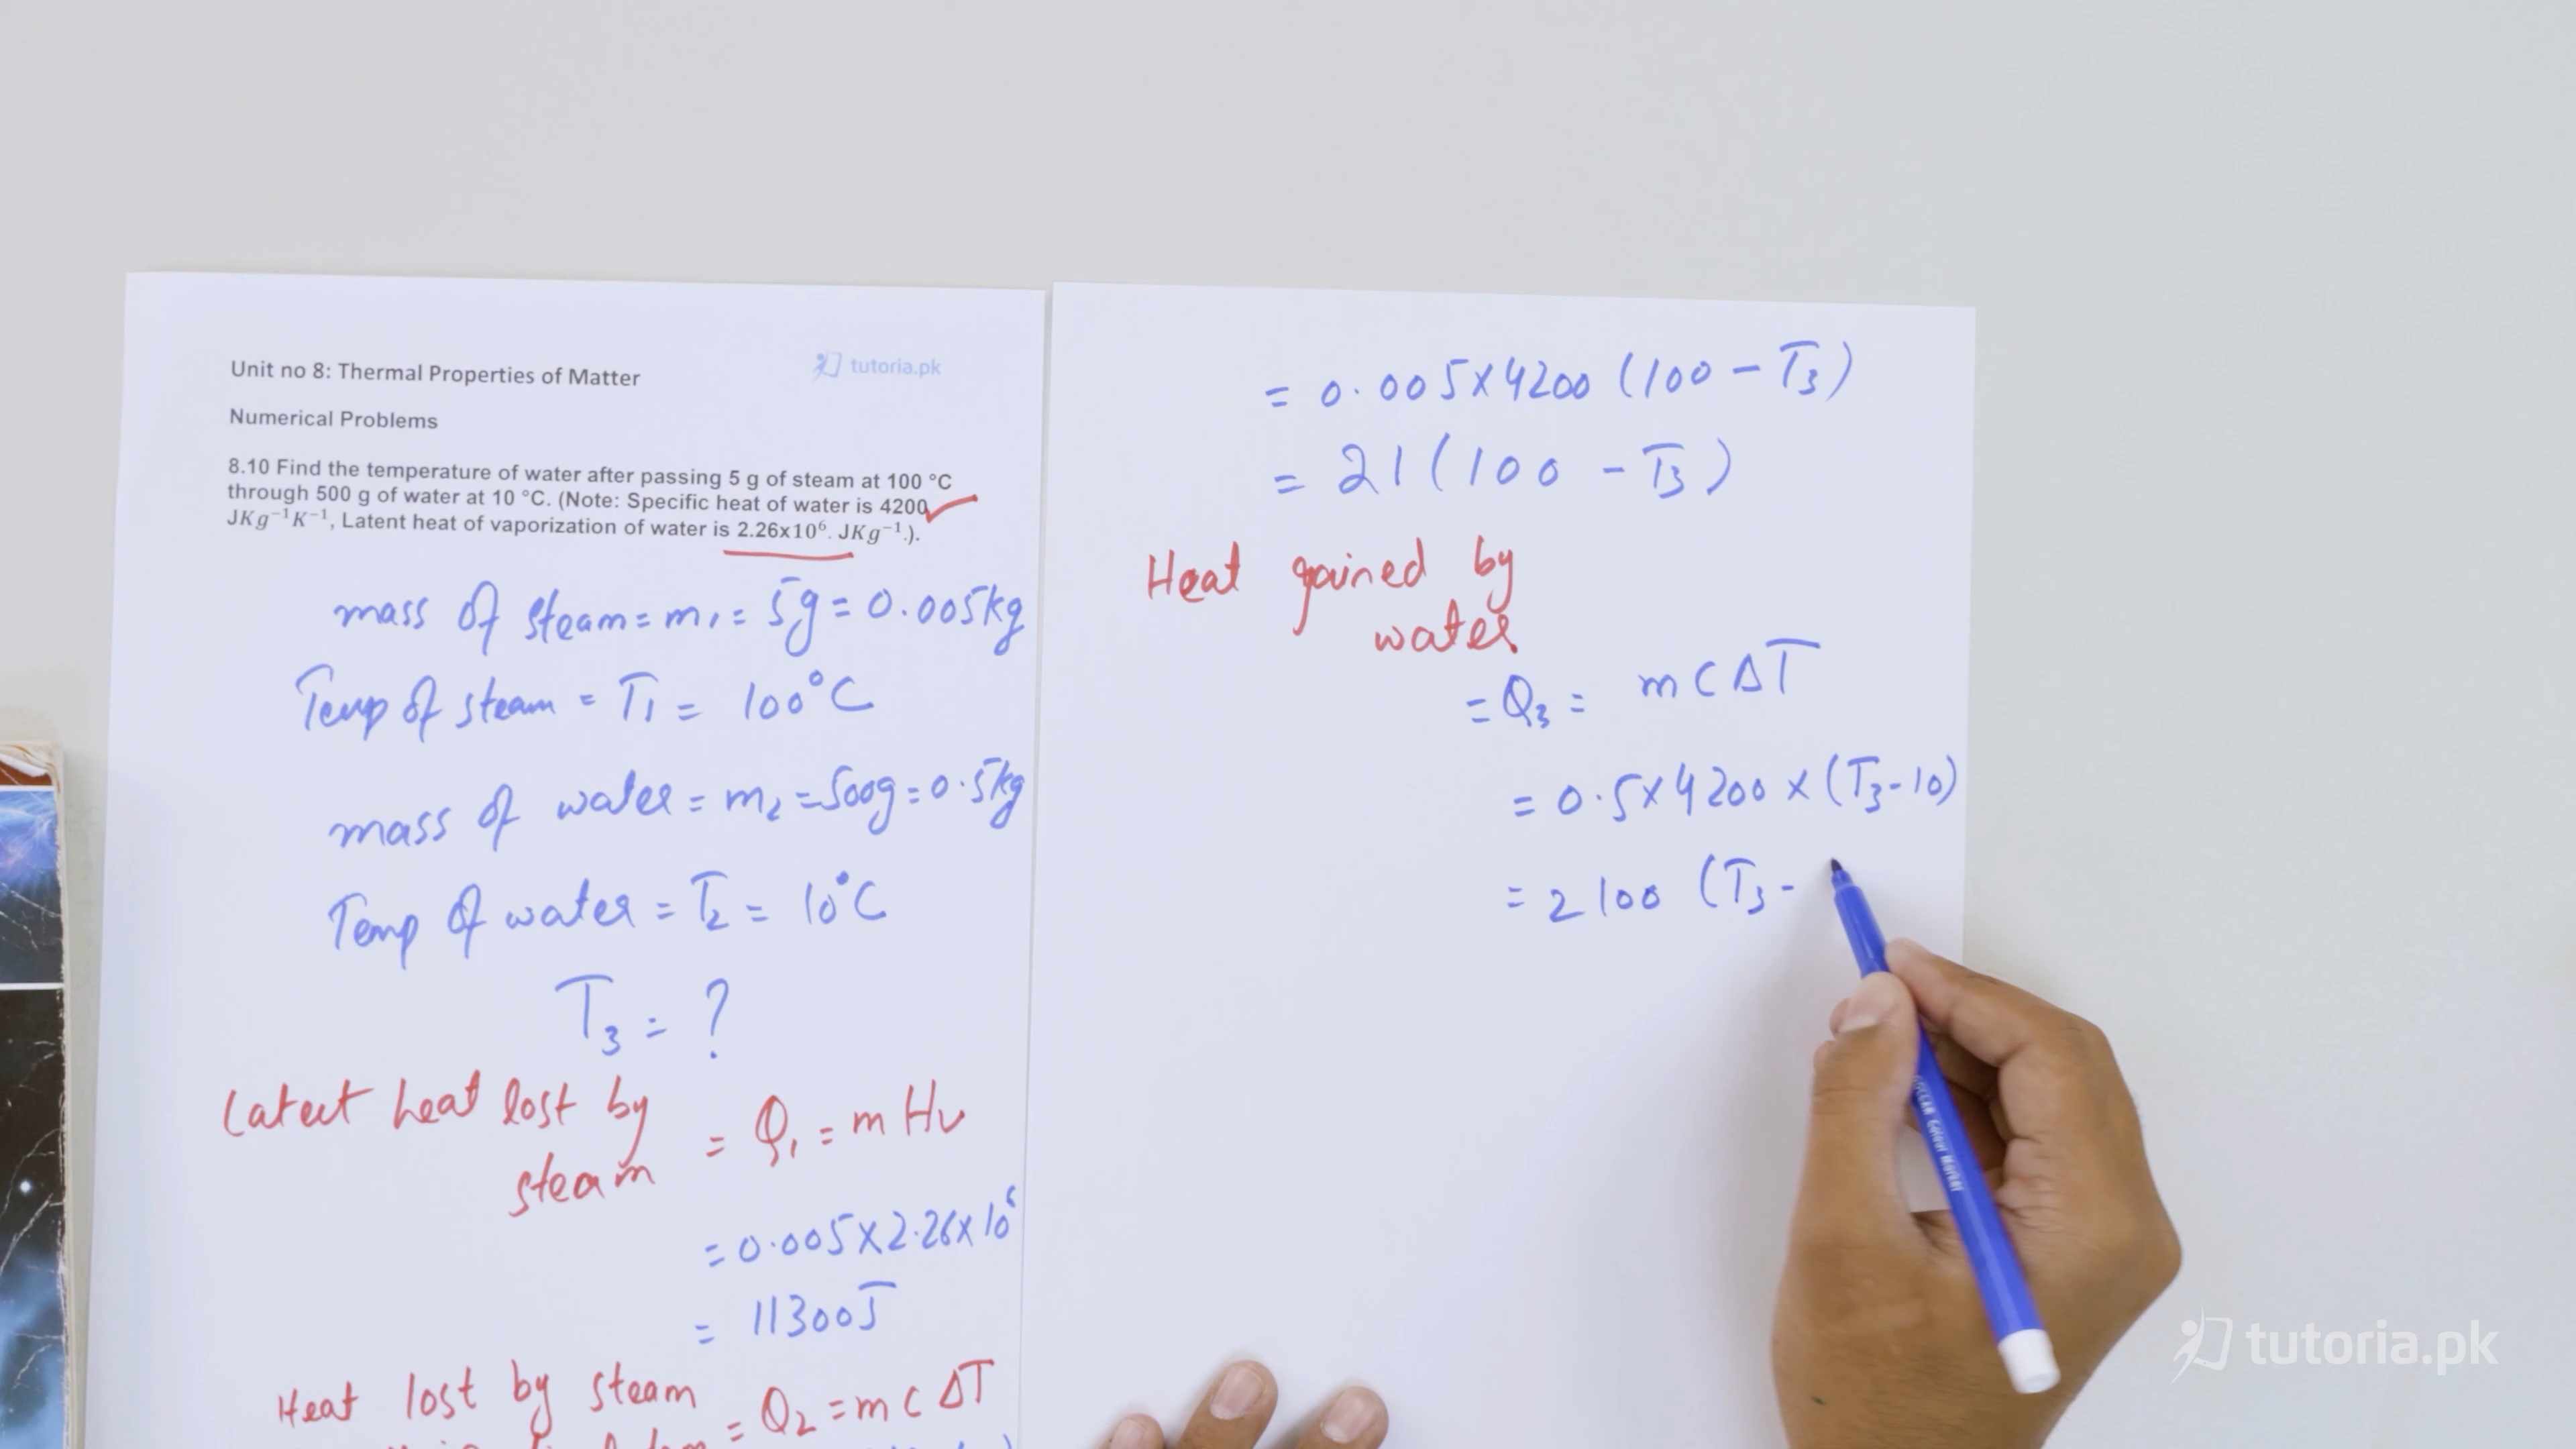 Unit no 8: Thermal Properties of Matter
tutoria.pk
Numerical Problems
8.10 Find the temperature of water after passing 5 g of steam at 100 °C
through 500 g of water at 10 °C. (Note: Specific heat of water is 4200
JKg⁻¹K⁻¹, Latent heat of vaporization of water is 2.26x10⁶. JKg⁻¹.).
mass of steam = m₁ = 5g = 0.005kg
Temp of steam = T₁ = 100°C
mass of water = m₂ = 500g = 0.5kg
Temp of water = T₂ = 10°C
T₃ = ?
Latect heat lost by
steam = Q₁ = m Hv
= 0.005 × 2.26 × 10⁶
= 11300J
Heat lost by steam
= Q₂ = m c ΔT
= 0.005 × 4200 (100 - T₃)
= 21 (100 - T₃)
Heat gained by
water
= Q₃ = m c ΔT
= 0.5 × 4200 × (T₃ - 10)
= 2100 (T₃ -
OCCAN Colour Marker
tutoria.pk